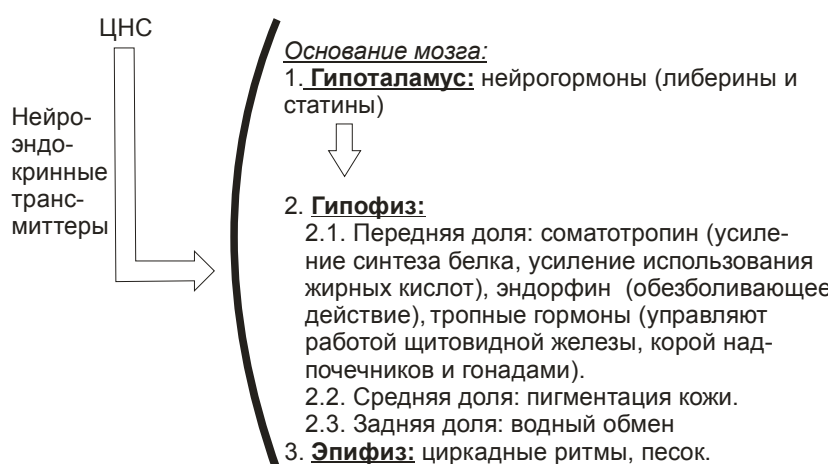 ЦНС
Нейро-
эндо-
кринные
транс-
миттеры
Основание мозга:
1. Гипоталамус: нейрогормоны (либерины и
статины)
2. Гипофиз:
2.1. Передняя доля: соматотропин (усиле-
ние синтеза белка, усиление использования
жирных кислот), эндорфин (обезболивающее
действие), тропные гормоны (управляют
работой щитовидной железы, корой над-
почечников и гонадами).
2.2. Средняя доля: пигментация кожи.
2.3. Задняя доля: водный обмен
3. Эпифиз: циркадные ритмы, песок.